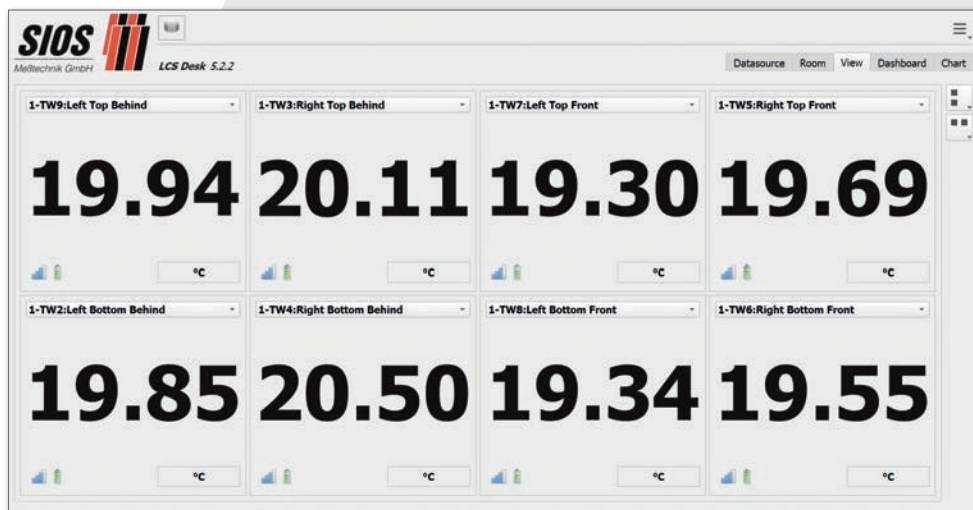 SIOS
Meßtechnik GmbH
LCS Desk 5.2.2
Datasource Room View Dashboard Chart
1-TW9:Left Top Behind 1-TW3:Right Top Behind 1-TW7:Left Top Front 1-TW5:Right Top Front
19.94 20.11 19.30 19.69
°C °C °C °C
1-TW2:Left Bottom Behind 1-TW4:Right Bottom Behind 1-TW8:Left Bottom Front 1-TW6:Right Bottom Front
19.85 20.50 19.34 19.55
°C °C °C °C